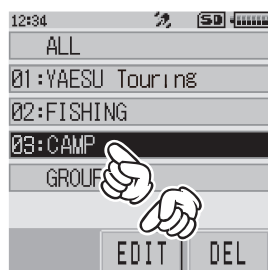 12:34 SD
ALL
01:YAESU Touring
02:FISHING
03:CAMP
GROUP
EDIT DEL